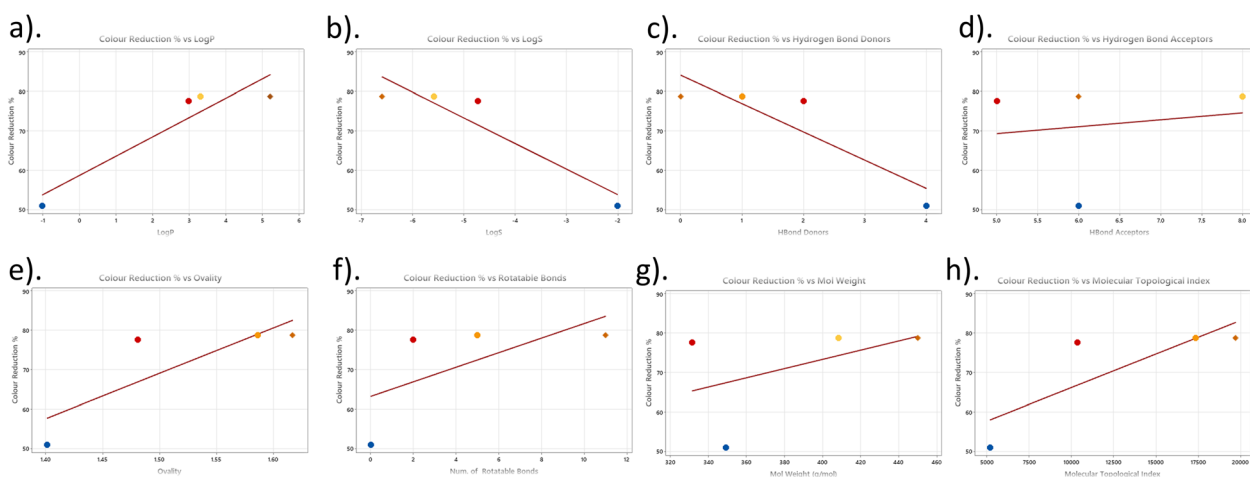 a). b). c). d).
Colour Reduction % vs LogP
Colour Reduction %
90
80
70
60
50
-1 0 1 2 3 4 5 6
LogP
Colour Reduction % vs LogS
Colour Reduction %
90
80
70
60
50
-7 -6 -5 -4 -3 -2
LogS
Colour Reduction % vs Hydrogen Bond Donors
Colour Reduction %
90
80
70
60
50
0 1 2 3 4
HBond Donors
Colour Reduction % vs Hydrogen Bond Acceptors
Colour Reduction %
90
80
70
60
50
5.0 5.5 6.0 6.5 7.0 7.5 8.0
HBond Acceptors
e). f). g). h).
Colour Reduction % vs Ovality
Colour Reduction %
90
80
70
60
50
1.40 1.45 1.50 1.55 1.60
Ovality
Colour Reduction % vs Rotatable Bonds
Colour Reduction %
90
80
70
60
50
0 2 4 6 8 10 12
Num. of Rotatable Bonds
Colour Reduction % vs Mol Weight
Colour Reduction %
90
80
70
60
50
320 340 360 380 400 420 440 460
Mol Weight (g/mol)
Colour Reduction % vs Molecular Topological Index
Colour Reduction %
90
80
70
60
50
5000 7500 10000 12500 15000 17500 20000
Molecular Topological Index